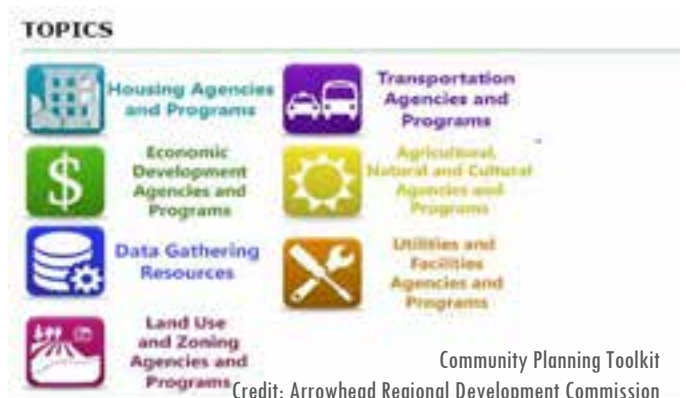 TOPICS
Housing Agencies
and Programs
Transportation
Agencies and
Programs
Economic
Development
Agencies and
Programs
Agricultural,
Natural and Cultural
Agencies and
Programs
Data Gathering
Resources
Utilities and
Facilities
Agencies and
Programs
Land Use
and Zoning
Agencies and
Programs
Community Planning Toolkit
Credit: Arrowhead Regional Development Commission